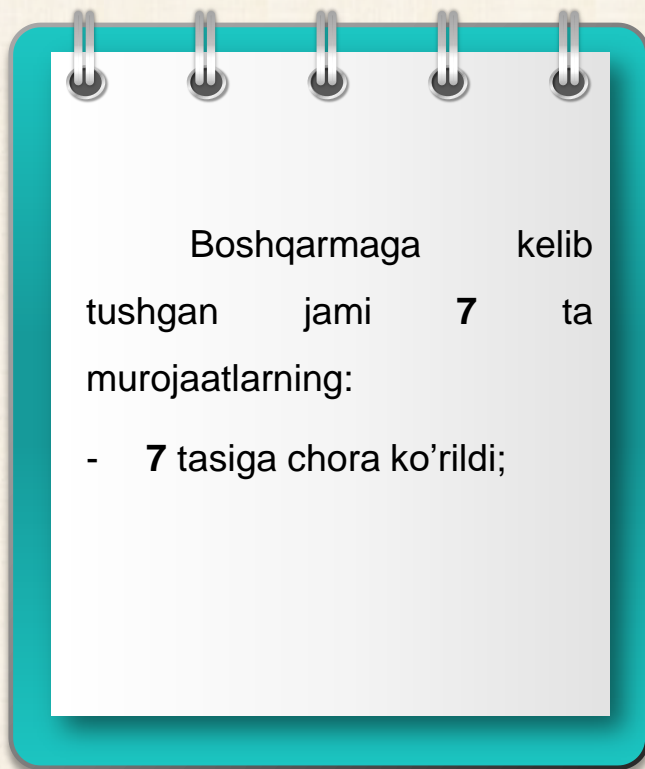 Boshqarmaga kelib
tushgan jami 7 ta
murojaatlarning:
- 7 tasiga chora ko’rildi;